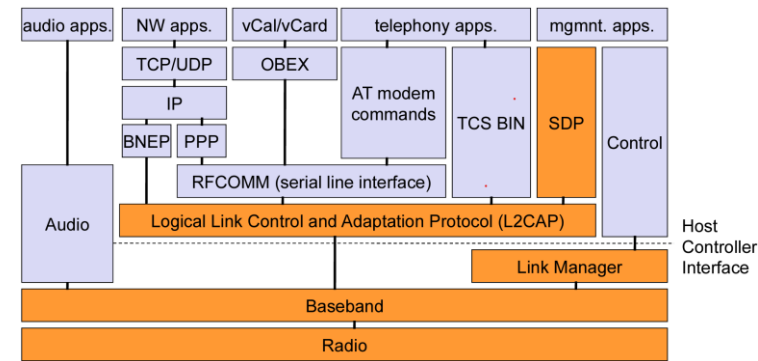 audio apps.
NW apps.
vCal/vCard
telephony apps.
mgmnt. apps.
TCP/UDP
OBEX
AT modem
commands
TCS BIN
SDP
Control
IP
BNEP
PPP
RFCOMM (serial line interface)
Audio
Logical Link Control and Adaptation Protocol (L2CAP)
Host
Controller
Interface
Link Manager
Baseband
Radio